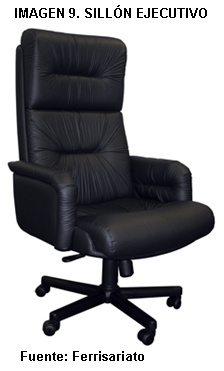 IMAGEN 9. SILLÓN EJECUTIVO
Fuente: Ferrisariato